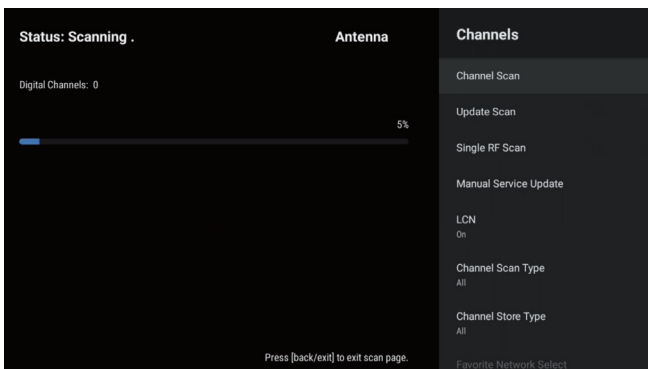 Status: Scanning .
Antenna
Digital Channels: 0
5%
Press [back/exit] to exit scan page.
Channels
Channel Scan
Update Scan
Single RF Scan
Manual Service Update
LCN
On
Channel Scan Type
All
Channel Store Type
All
Favorite Network Select